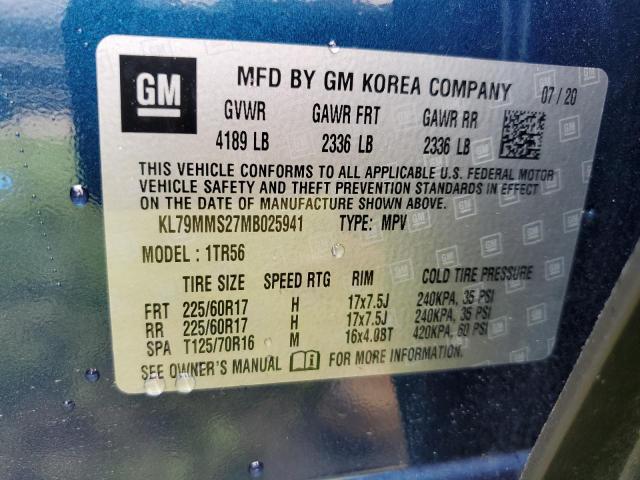 GM MFD BY GM KOREA COMPANY 07/20
GVWR GAWR FRT GAWR RR
4189 LB 2336 LB 2336 LB
THIS VEHICLE CONFORMS TO ALL APPLICABLE U.S. FEDERAL MOTOR
VEHICLE SAFETY AND THEFT PREVENTION STANDARDS IN EFFECT
ON THE DATE OF MANUFACTURE SHOWN ABOVE.
KL79MMS27MB025941 TYPE: MPV
MODEL: 1TR56
TIRE SIZE SPEED RTG RIM COLD TIRE PRESSURE
FRT 225/60R17 H 17x7.5J 240KPA, 35 PSI
RR 225/60R17 H 17x7.5J 240KPA, 35 PSI
SPA T125/70R16 M 16x4.0BT 420KPA, 60 PSI
SEE OWNER'S MANUAL FOR MORE INFORMATION.